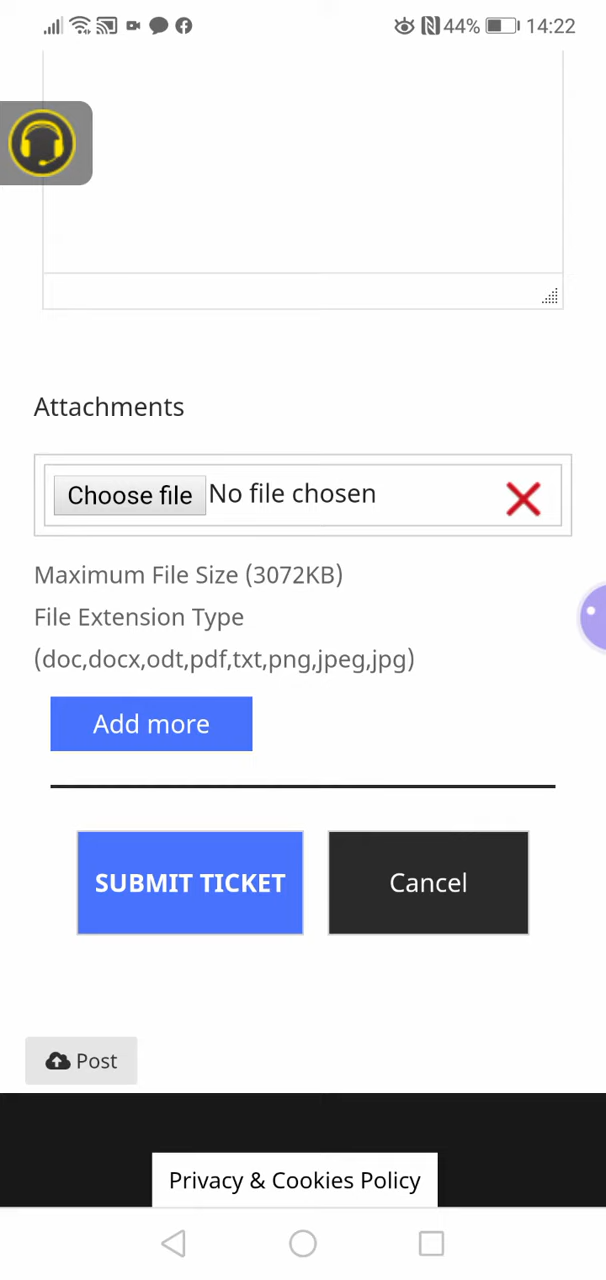 44% 14:22
Attachments
Choose file No file chosen
Maximum File Size (3072KB)
File Extension Type
(doc,docx,odt,pdf,txt,png,jpeg,jpg)
Add more
SUBMIT TICKET Cancel
Post
Privacy & Cookies Policy